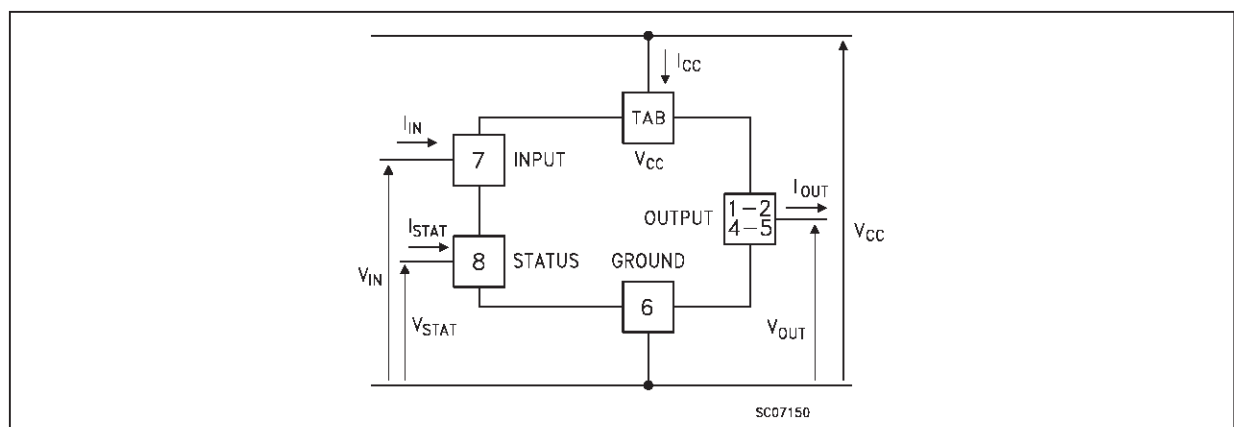 I_CC
TAB
V_CC
I_IN
7 INPUT
I_OUT
OUTPUT 1–2
4–5
I_STAT
8 STATUS
GROUND
V_CC
V_IN
6
V_STAT
V_OUT
SC07150